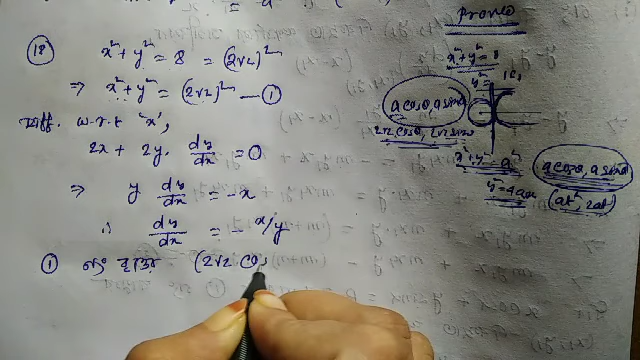 (18) x² + y² = 8 = (2√2)²
⇒ x² + y² = (2√2)² — ①
Diff. w.r.t 'x',
2x + 2y. dy/dx = 0
⇒ y dy/dx = -x
∴ dy/dx = - x/y
① নং হতে (2√2 Cos
x² + y² = 8
a cosθ, a sinθ
2√2 cosθ, 2√2 sinθ
x² + y² = a²
a cosθ, a sinθ
y² = 4ax
(at², 2at)